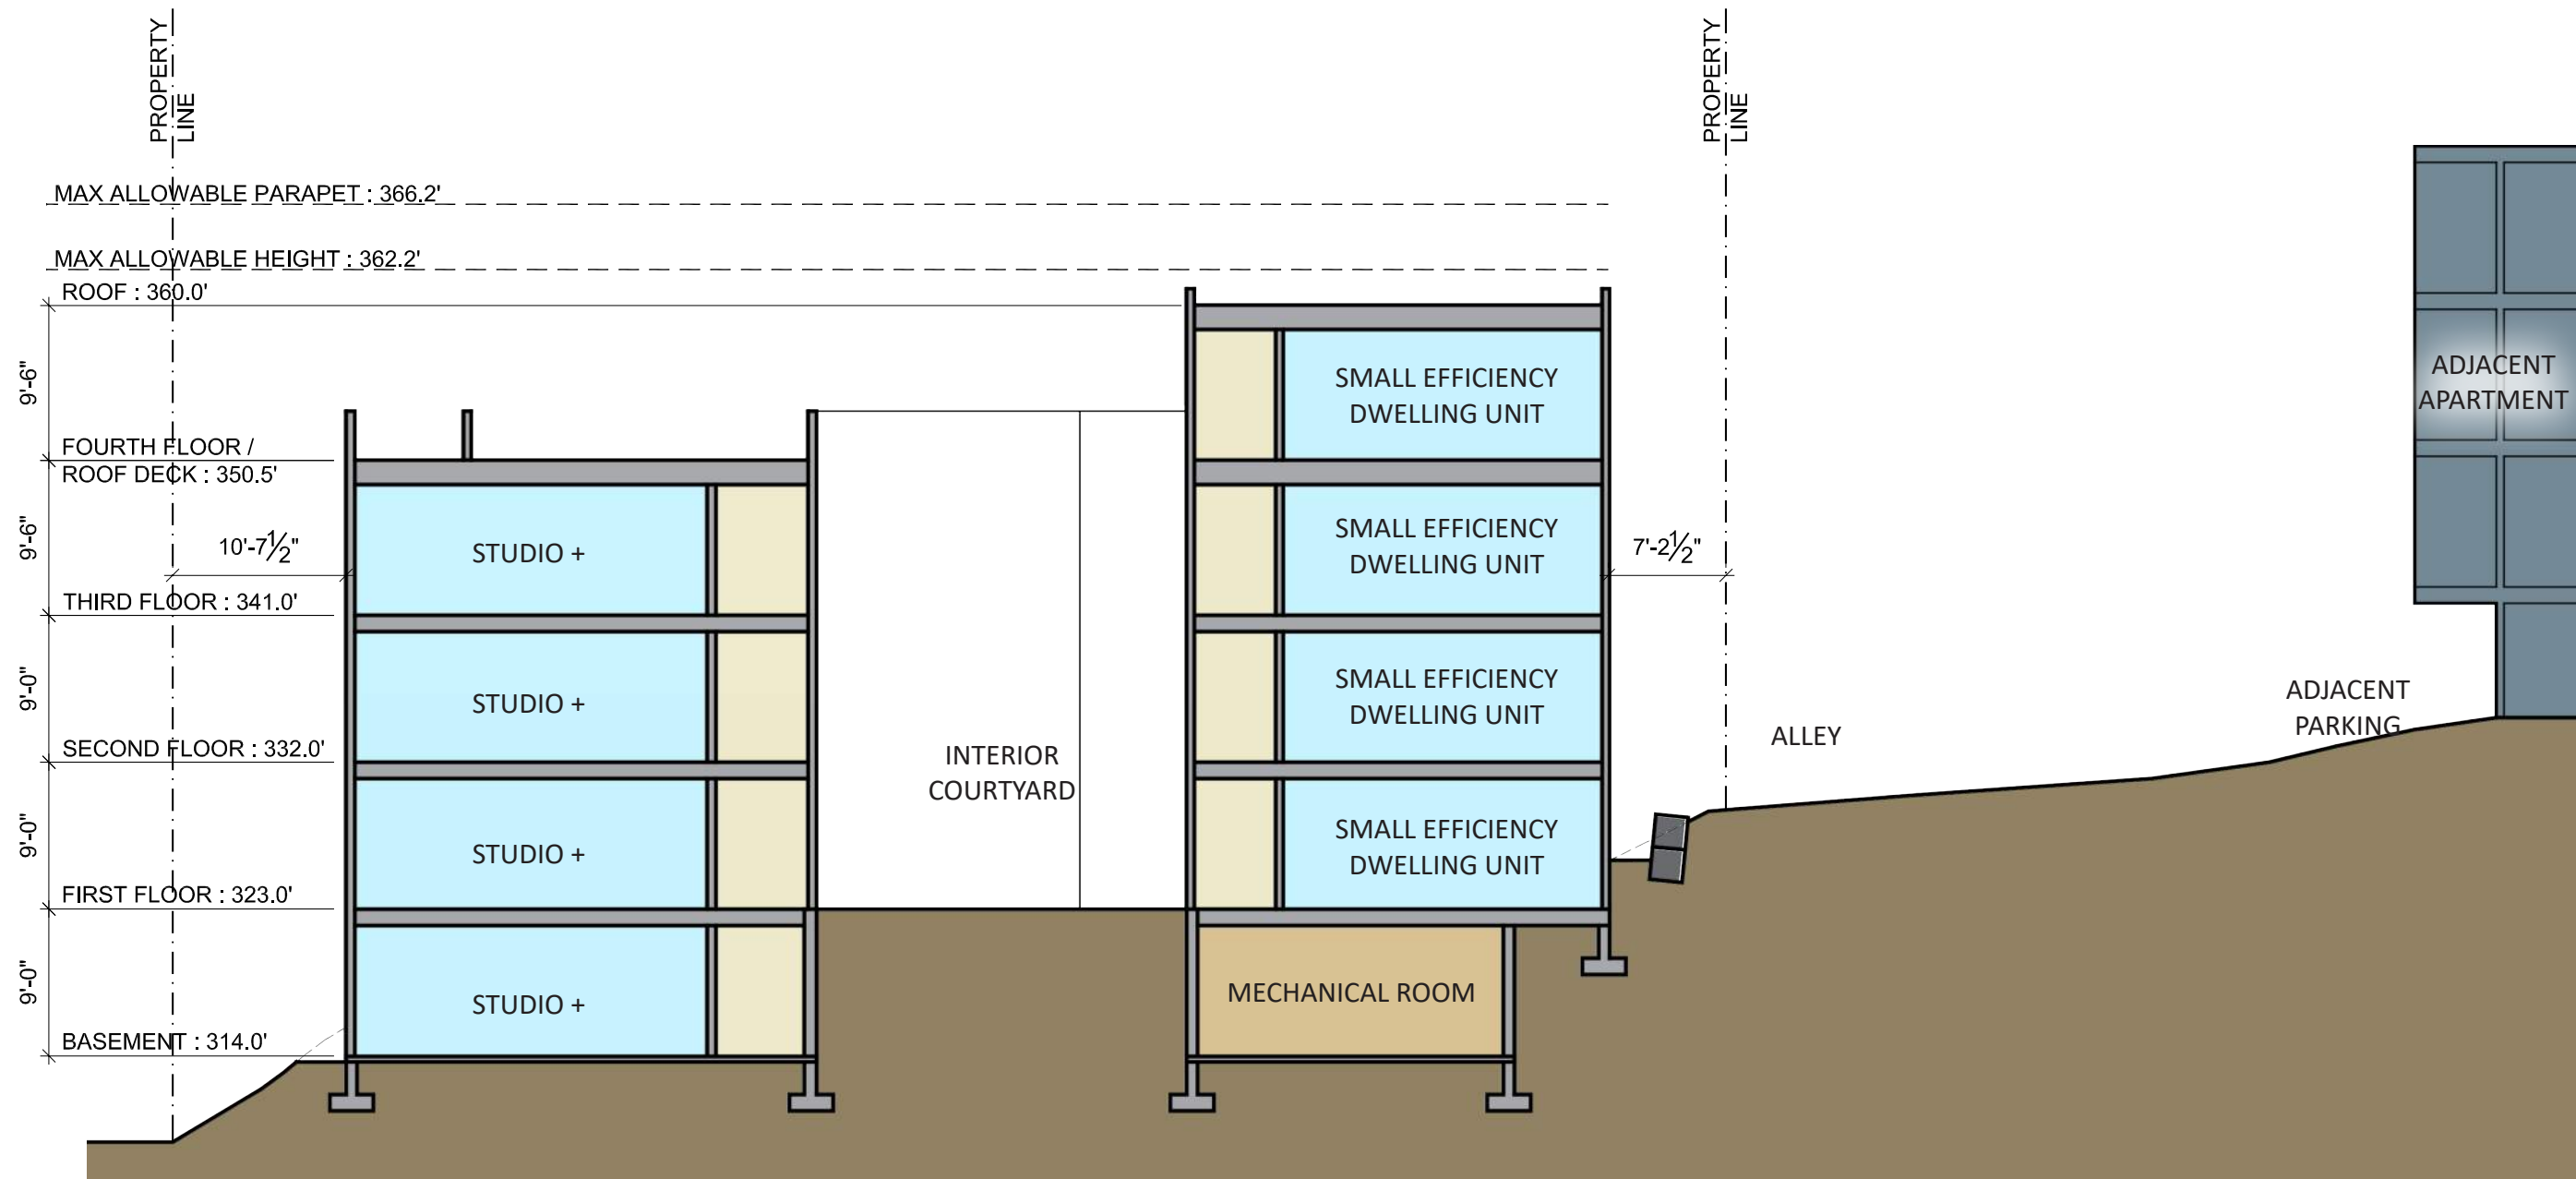 PROPERTY
LINE
PROPERTY
LINE
MAX ALLOWABLE PARAPET : 366.2'
MAX ALLOWABLE HEIGHT : 362.2'
ROOF : 360.0'
9'-6"
SMALL EFFICIENCY
DWELLING UNIT
ADJACENT
APARTMENT
FOURTH FLOOR /
ROOF DECK : 350.5'
9'-6"
10'-7 1/2"
STUDIO +
SMALL EFFICIENCY
DWELLING UNIT
7'-2 1/2"
THIRD FLOOR : 341.0'
9'-0"
STUDIO +
SMALL EFFICIENCY
DWELLING UNIT
ADJACENT
PARKING
ALLEY
SECOND FLOOR : 332.0'
INTERIOR
COURTYARD
9'-0"
STUDIO +
SMALL EFFICIENCY
DWELLING UNIT
FIRST FLOOR : 323.0'
9'-0"
STUDIO +
MECHANICAL ROOM
BASEMENT : 314.0'